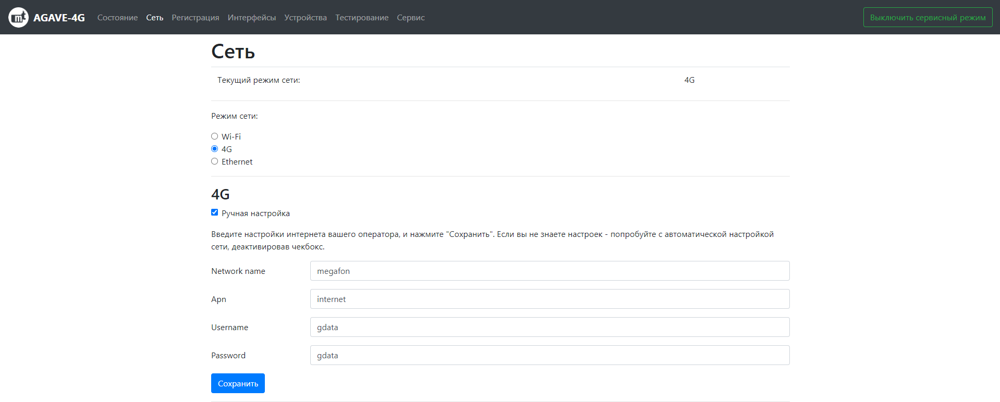 mt AGAVE-4G Состояние Сеть Регистрация Интерфейсы Устройства Тестирование Сервис Выключить сервисный режим
Сеть
Текущий режим сети: 4G
Режим сети:
Wi-Fi
4G
Ethernet
4G
Ручная настройка
Введите настройки интернета вашего оператора, и нажмите "Сохранить". Если вы не знаете настроек - попробуйте с автоматической настройкой
сети, деактивировав чекбокс.
Network name megafon
Apn internet
Username gdata
Password gdata
Сохранить